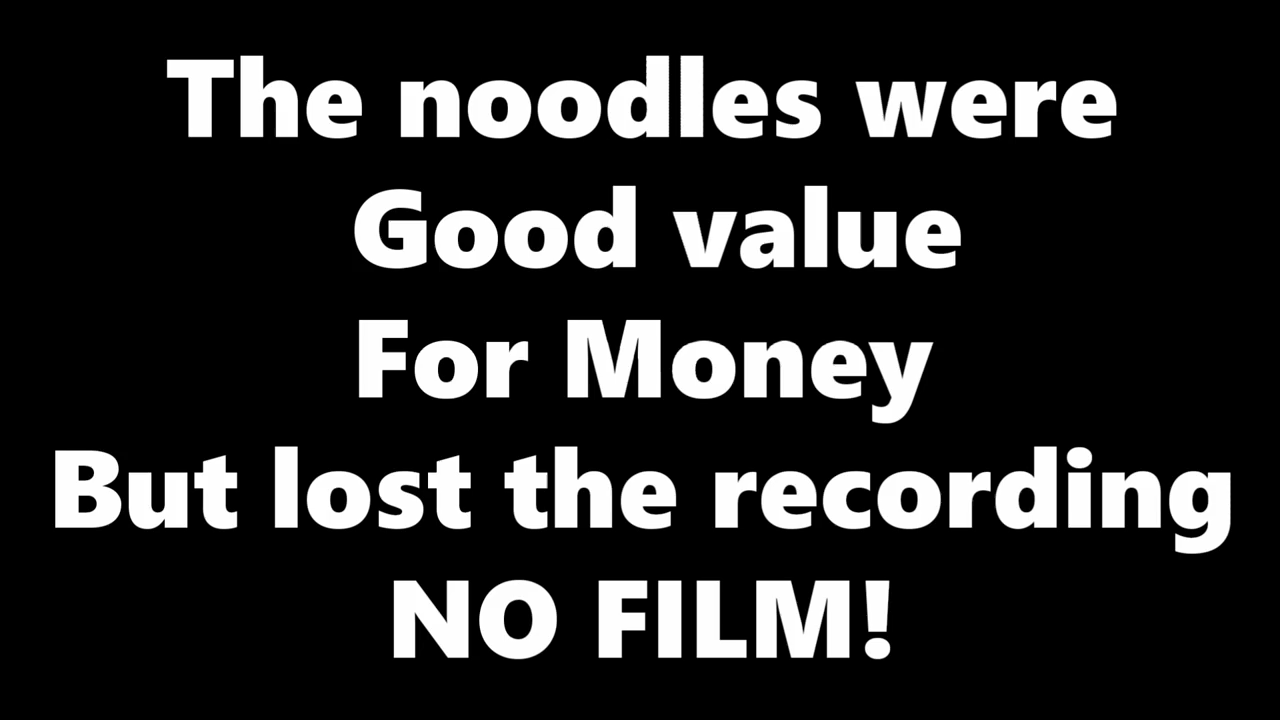 The noodles were
Good value
For Money
But lost the recording
NO FILM!